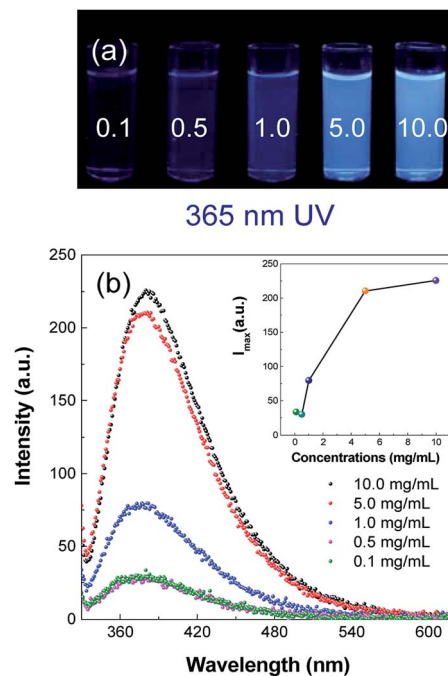 (a)
0.1 0.5 1.0 5.0 10.0
365 nm UV
(b)
Intensity (a.u.)
250
200
150
100
50
0
360 420 480 540 600
Wavelength (nm)
I max (a.u.)
250
200
150
100
50
0
0 2 4 6 8 10
Concentrations (mg/mL)
10.0 mg/mL
5.0 mg/mL
1.0 mg/mL
0.5 mg/mL
0.1 mg/mL